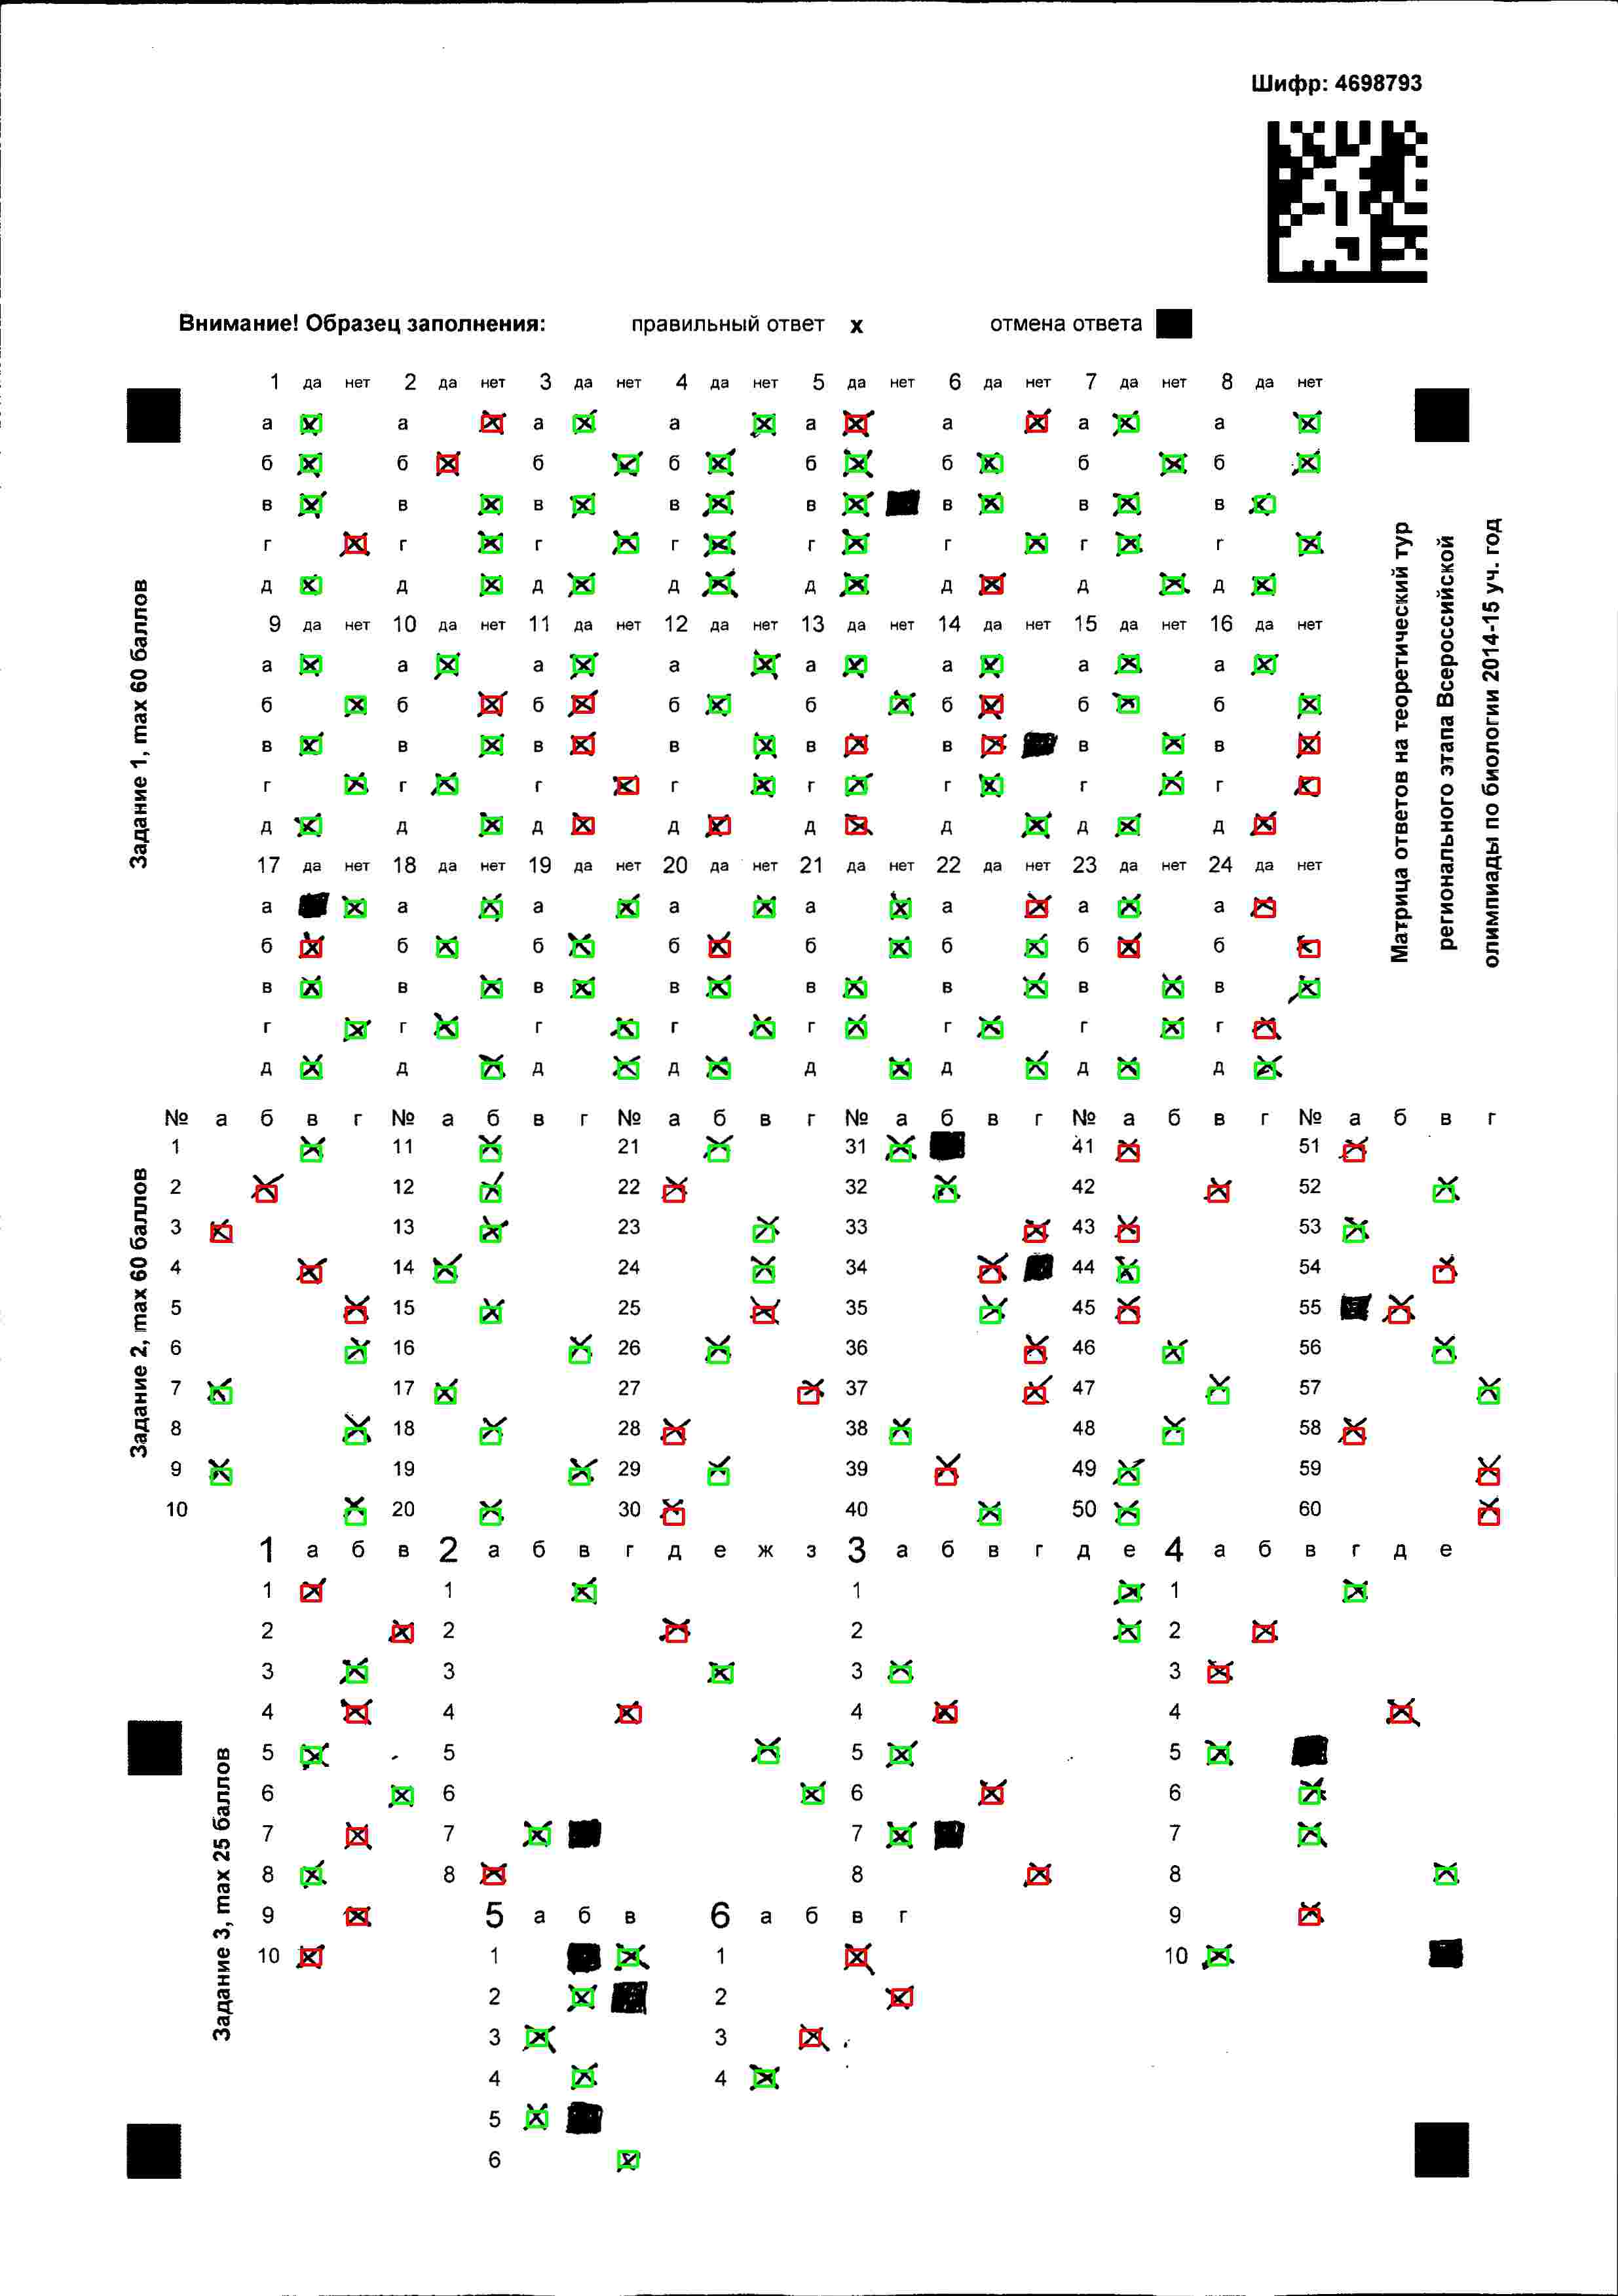 Шифр: 4698793
Внимание! Образец заполнения: правильный ответ x отмена ответа
1 да нет 2 да нет 3 да нет 4 да нет 5 да нет 6 да нет 7 да нет 8 да нет
а а а а а а а а
б б б б б б б б
в в в в в в в в
г г г г г г г г
д д д д д д д д
9 да нет 10 да нет 11 да нет 12 да нет 13 да нет 14 да нет 15 да нет 16 да нет
а а а а а а а а
б б б б б б б б
в в в в в в в в
г г г г г г г г
д д д д д д д д
17 да нет 18 да нет 19 да нет 20 да нет 21 да нет 22 да нет 23 да нет 24 да нет
а а а а а а а а
б б б б б б б б
в в в в в в в в
г г г г г г г г
д д д д д д д д
Задание 1, max 60 баллов
Матрица ответов на теоретический тур
регионального этапа Всероссийской
олимпиады по биологии 2014-15 уч. год
№ а б в г № а б в г № а б в г № а б в г № а б в г № а б в г
1 11 21 31 41 51
2 12 22 32 42 52
3 13 23 33 43 53
4 14 24 34 44 54
5 15 25 35 45 55
6 16 26 36 46 56
7 17 27 37 47 57
8 18 28 38 48 58
9 19 29 39 49 59
10 20 30 40 50 60
Задание 2, max 60 баллов
1 а б в 2 а б в г д е ж з 3 а б в г д е 4 а б в г д е
1 1 1 1
2 2 2 2
3 3 3 3
4 4 4 4
5 5 5 5
6 6 6 6
7 7 7 7
8 8 8 8
9 5 а б в 6 а б в г 9
10 1 1 10
2 2
3 3
4 4
5
6
Задание 3, max 25 баллов